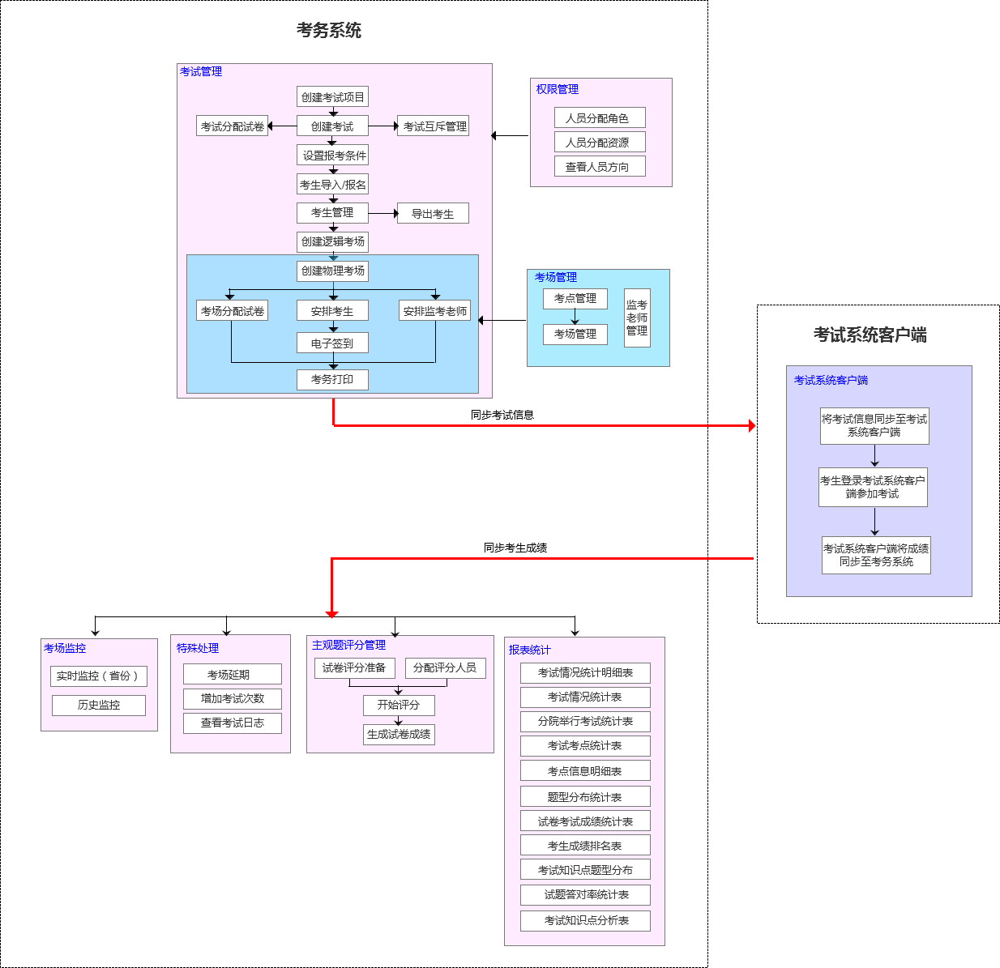 考务系统
考试管理
创建考试项目
考试分配试卷
创建考试
考试互斥管理
设置报考条件
考生导入/报名
考生管理
导出考生
创建逻辑考场
创建物理考场
考场分配试卷
安排考生
安排监考老师
电子签到
考务打印
权限管理
人员分配角色
人员分配资源
查看人员方向
考场管理
考点管理
考场管理
监考
老师
管理
同步考试信息
考试系统客户端
考试系统客户端
将考试信息同步至考试
系统客户端
考生登录考试系统客户
端参加考试
考试系统客户端将成绩
同步至考务系统
同步考生成绩
考场监控
实时监控（省份）
历史监控
特殊处理
考场延期
增加考试次数
查看考试日志
主观题评分管理
试卷评分准备
分配评分人员
开始评分
生成试卷成绩
报表统计
考试情况统计明细表
考试情况统计表
分院举行考试统计表
考试考点统计表
考点信息明细表
题型分布统计表
试卷考试成绩统计表
考生成绩排名表
考试知识点题型分布
试题答对率统计表
考试知识点分析表